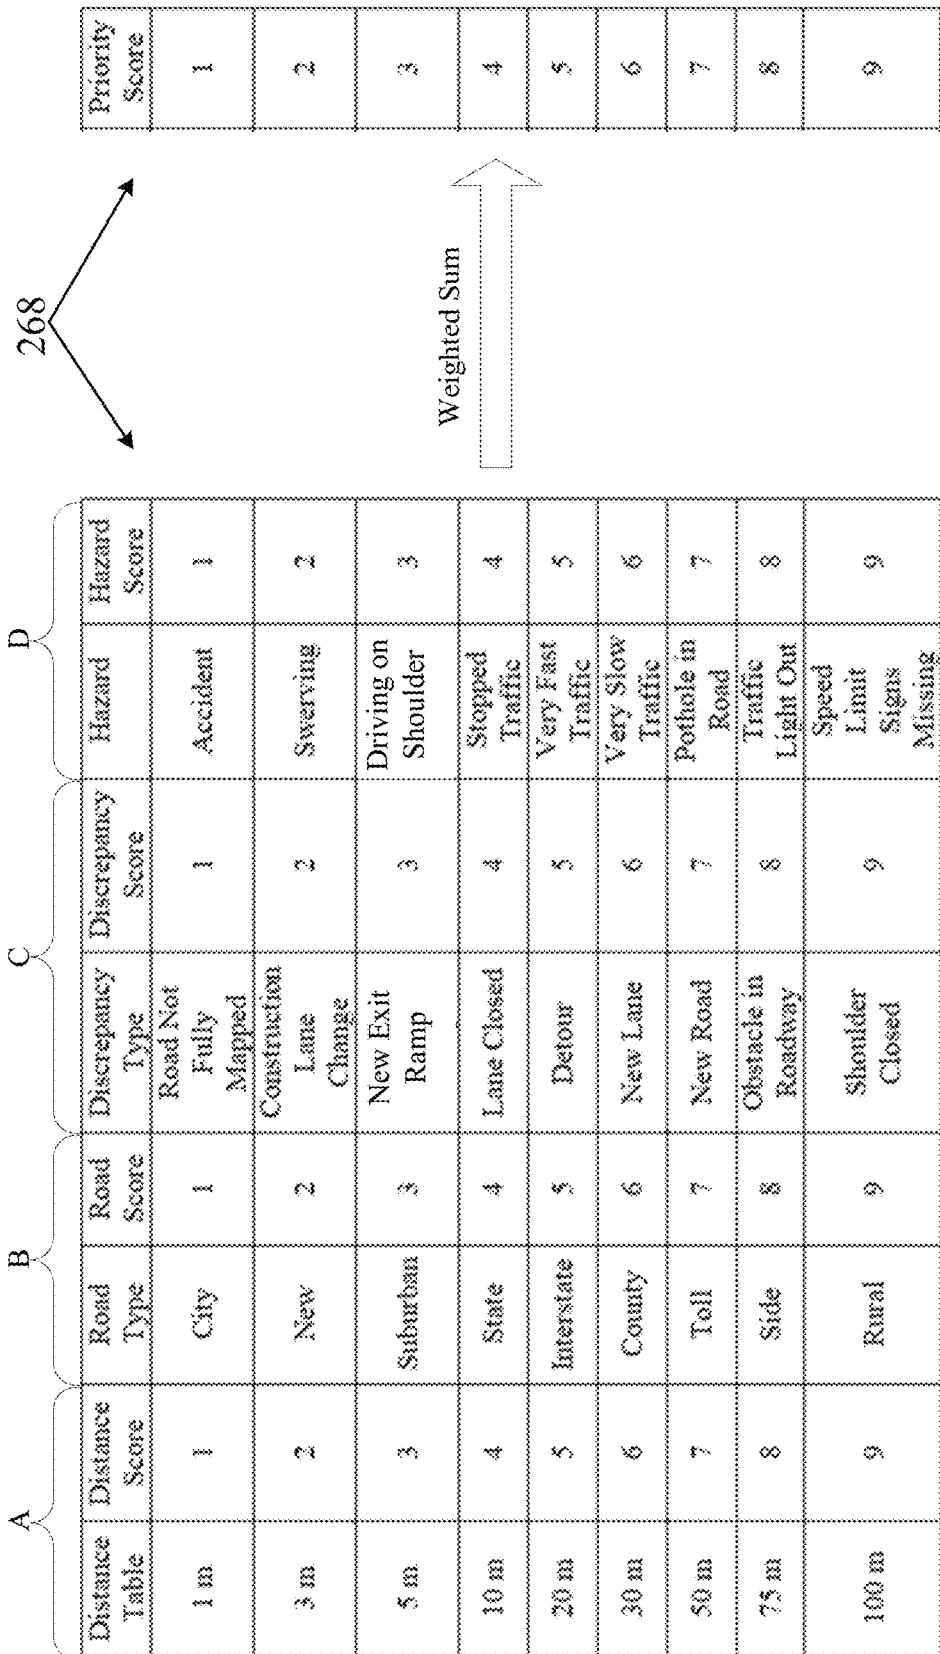 268
A B C D
Distance Table | Distance Score | Road Type | Road Score | Discrepancy Type | Discrepancy Score | Hazard | Hazard Score | Priority Score
1 m | 1 | City | 1 | Road Not Fully Mapped | 1 | Accident | 1 | 1
3 m | 2 | New | 2 | Construction Lane Change | 2 | Swerving | 2 | 2
5 m | 3 | Suburban | 3 | New Exit Ramp | 3 | Driving on Shoulder | 3 | 3
10 m | 4 | State | 4 | Lane Closed | 4 | Stopped Traffic | 4 | 4
20 m | 5 | Interstate | 5 | Detour | 5 | Very Fast Traffic | 5 | 5
30 m | 6 | County | 6 | New Lane | 6 | Very Slow Traffic | 6 | 6
50 m | 7 | Toll | 7 | New Road | 7 | Pothole in Road | 7 | 7
75 m | 8 | Side | 8 | Obstacle in Roadway | 8 | Traffic Light Out | 8 | 8
100 m | 9 | Rural | 9 | Shoulder Closed | 9 | Speed Limit Signs Missing | 9 | 9
Weighted Sum